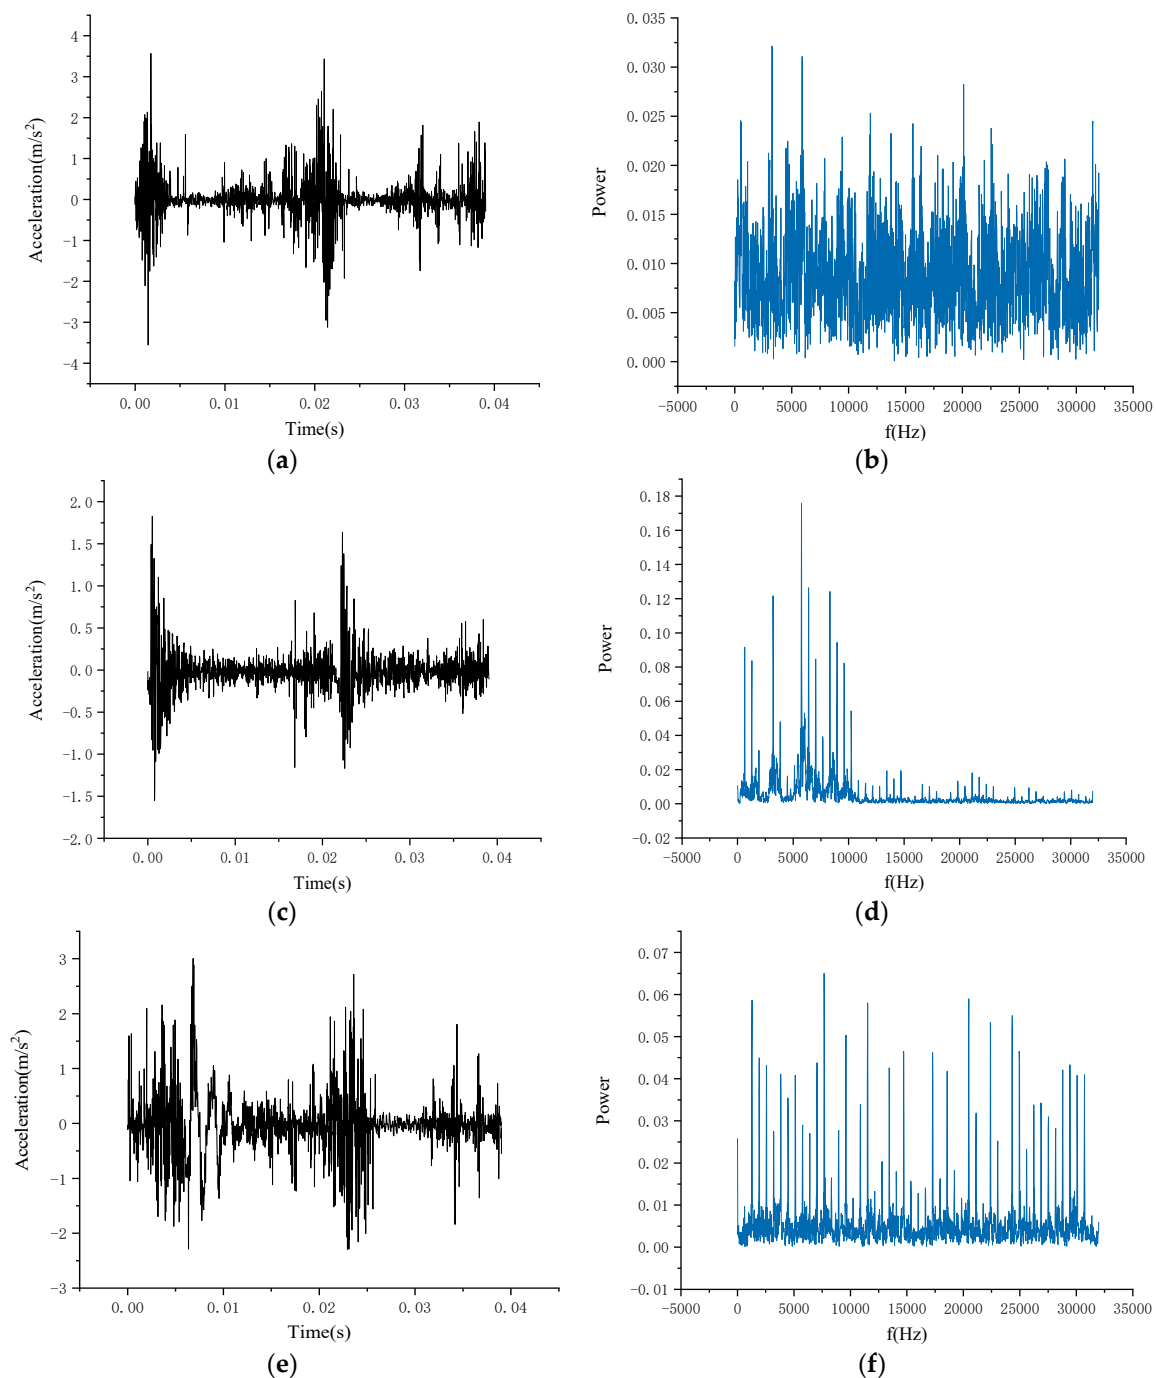 4
3
2
1
0
−1
−2
−3
−4
Acceleration(m/s²)
0.00 0.01 0.02 0.03 0.04
Time(s)
(a)
0.035
0.030
0.025
0.020
0.015
0.010
0.005
0.000
Power
−5000 0 5000 10000 15000 20000 25000 30000 35000
f(Hz)
(b)
2.0
1.5
1.0
0.5
0.0
−0.5
−1.0
−1.5
−2.0
Acceleration(m/s²)
0.00 0.01 0.02 0.03 0.04
Time(s)
(c)
0.18
0.16
0.14
0.12
0.10
0.08
0.06
0.04
0.02
0.00
−0.02
Power
−5000 0 5000 10000 15000 20000 25000 30000 35000
f(Hz)
(d)
3
2
1
0
−1
−2
−3
Acceleration(m/s²)
0.00 0.01 0.02 0.03 0.04
Time(s)
(e)
0.07
0.06
0.05
0.04
0.03
0.02
0.01
0.00
−0.01
Power
−5000 0 5000 10000 15000 20000 25000 30000 35000
f(Hz)
(f)